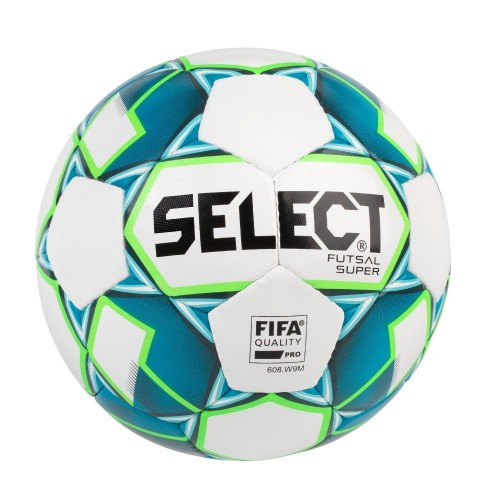 SELECT®
FUTSAL
SUPER
FIFA®
QUALITY
PRO
608.W9M